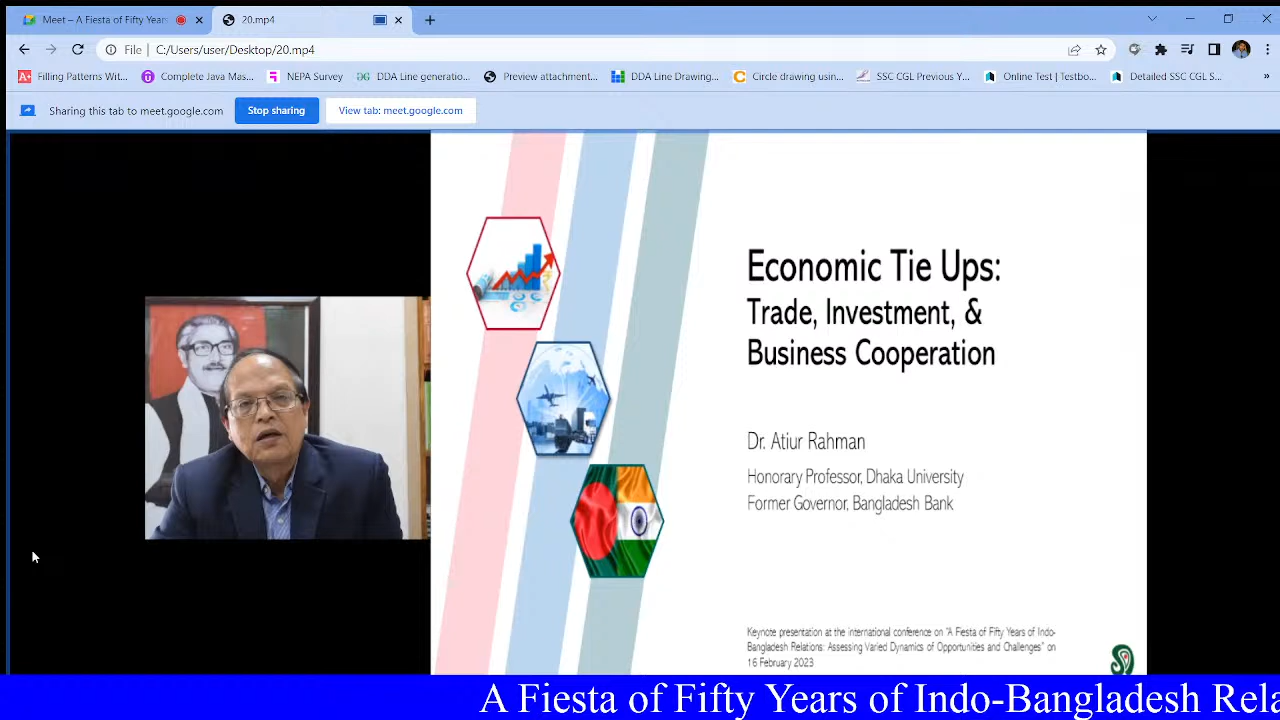 Meet – A Fiesta of Fifty Years
20.mp4
File | C:/Users/user/Desktop/20.mp4
A+ Filling Patterns Wit...
Complete Java Mas...
NEPA Survey
DDA Line generatio...
Preview attachment...
DDA Line Drawing...
Circle drawing usin...
SSC CGL Previous Y...
Online Test | Testbo...
Detailed SSC CGL S...
»
Sharing this tab to meet.google.com
Stop sharing
View tab: meet.google.com
Economic Tie Ups:
Trade, Investment, &
Business Cooperation
Dr. Atiur Rahman
Honorary Professor, Dhaka University
Former Governor, Bangladesh Bank
Keynote presentation at the international conference on "A Fiesta of Fifty Years of Indo-
Bangladesh Relations: Assessing Varied Dynamics of Opportunities and Challenges" on
16 February 2023
A Fiesta of Fifty Years of Indo-Bangladesh Rela